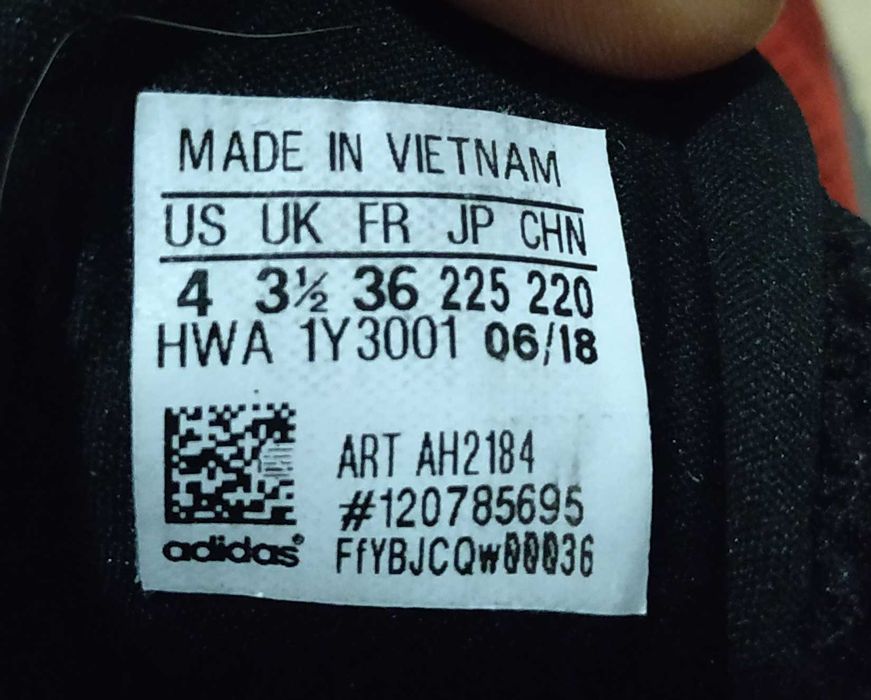 MADE IN VIETNAM
US UK FR JP CHN
4 3½ 36 225 220
HWA 1Y3001 06/18
ART AH2184
#120785695
adidas® FfYBJCQw00036